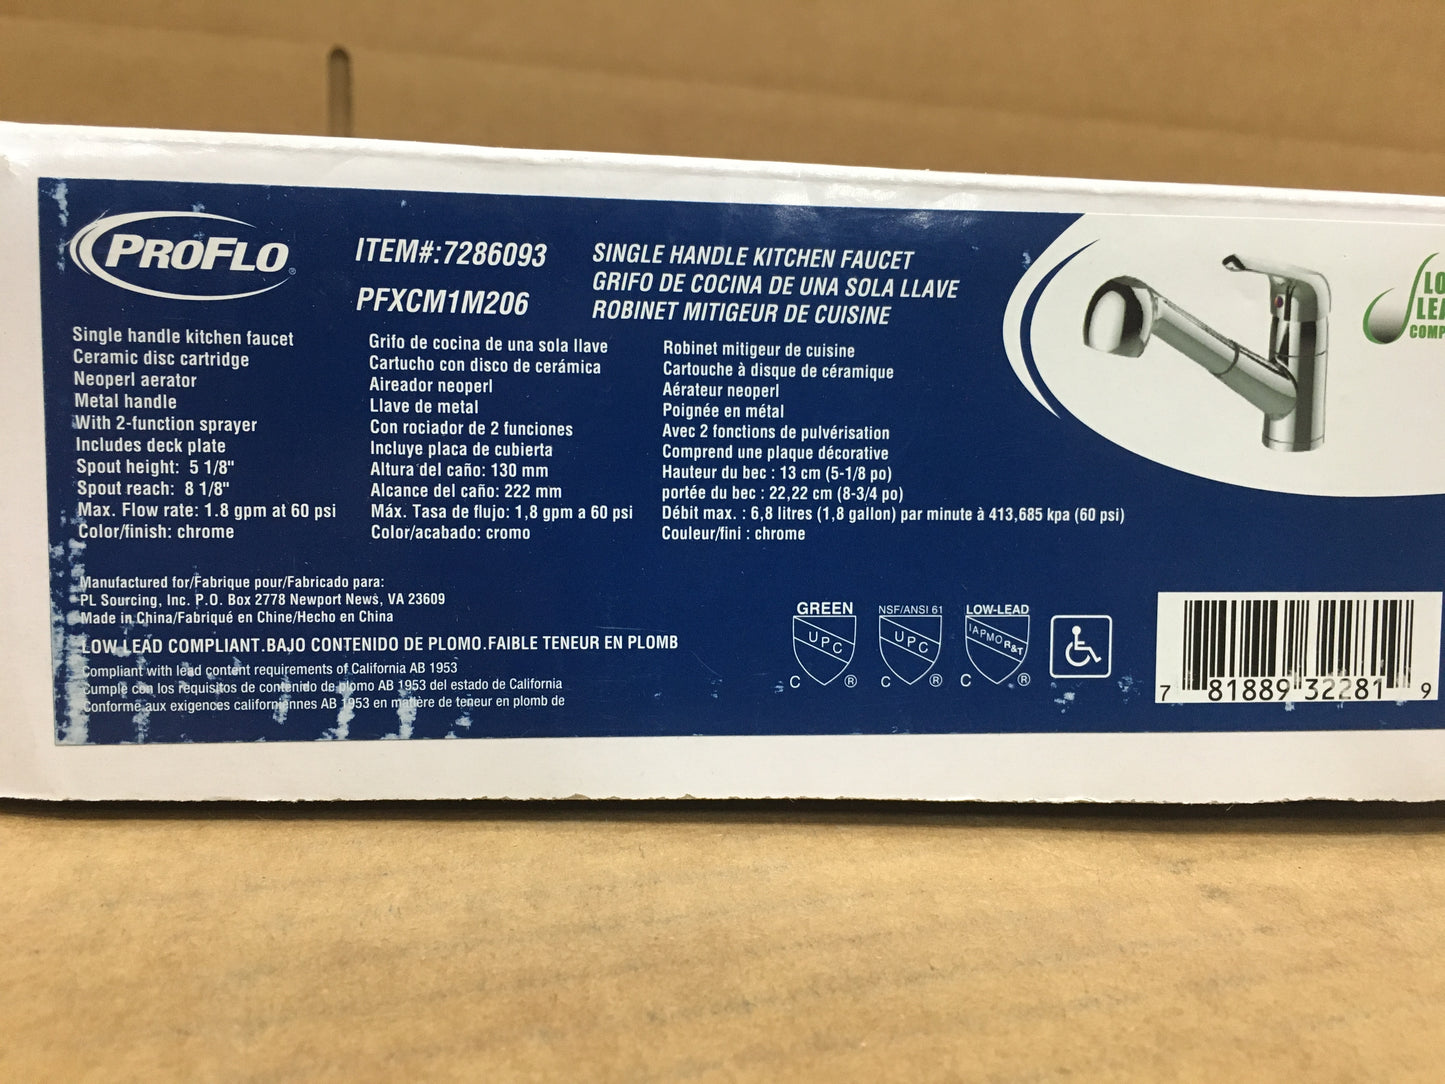 PROFLO®
ITEM#:7286093
PFXCM1M206
SINGLE HANDLE KITCHEN FAUCET
GRIFO DE COCINA DE UNA SOLA LLAVE
ROBINET MITIGEUR DE CUISINE
Single handle kitchen faucet
Ceramic disc cartridge
Neoperl aerator
Metal handle
With 2-function sprayer
Includes deck plate
Spout height: 5 1/8"
Spout reach: 8 1/8"
Max. Flow rate: 1.8 gpm at 60 psi
Color/finish: chrome
Grifo de cocina de una sola llave
Cartucho con disco de cerámica
Aireador neoperl
Llave de metal
Con rociador de 2 funciones
Incluye placa de cubierta
Altura del caño: 130 mm
Alcance del caño: 222 mm
Máx. Tasa de flujo: 1,8 gpm a 60 psi
Color/acabado: cromo
Robinet mitigeur de cuisine
Cartouche à disque de céramique
Aérateur neoperl
Poignée en métal
Avec 2 fonctions de pulvérisation
Comprend une plaque décorative
Hauteur du bec : 13 cm (5-1/8 po)
portée du bec : 22,22 cm (8-3/4 po)
Débit max. : 6,8 litres (1,8 gallon) par minute à 413,685 kpa (60 psi)
Couleur/fini : chrome
LO
LEA
COMP
Manufactured for/Fabrique pour/Fabricado para:
PL Sourcing, Inc. P.O. Box 2778 Newport News, VA 23609
Made in China/Fabriqué en Chine/Hecho en China
LOW LEAD COMPLIANT.BAJO CONTENIDO DE PLOMO.FAIBLE TENEUR EN PLOMB
Compliant with lead content requirements of California AB 1953
Cumple con los requisitos de contenido de plomo AB 1953 del estado de California
Conforme aux exigences californiennes AB 1953 en matière de teneur en plomb de
GREEN
UPC
C ®
NSF/ANSI 61
UPC
C ®
LOW-LEAD
IAPMO R&T
C ®
7 81889 32281 9